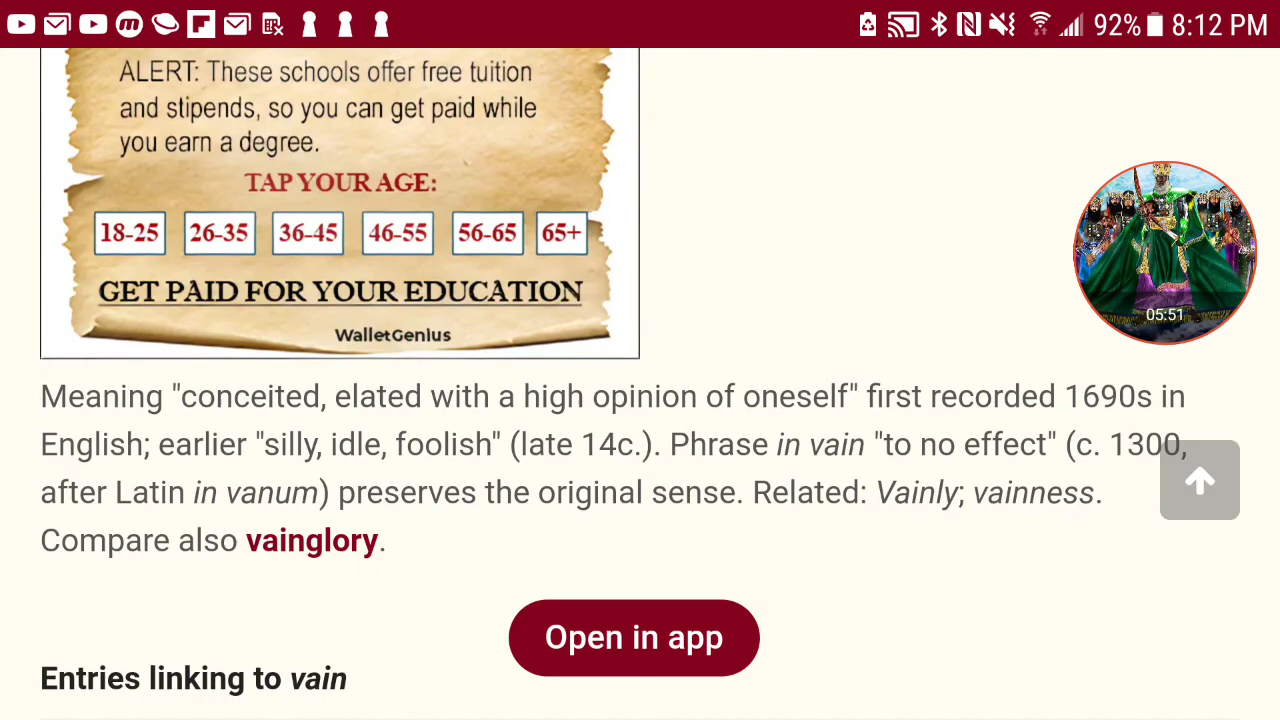 92% 8:12 PM
ALERT: These schools offer free tuition
and stipends, so you can get paid while
you earn a degree.
TAP YOUR AGE:
18-25 26-35 36-45 46-55 56-65 65+
GET PAID FOR YOUR EDUCATION
WalletGenius
05:51
Meaning "conceited, elated with a high opinion of oneself" first recorded 1690s in
English; earlier "silly, idle, foolish" (late 14c.). Phrase in vain "to no effect" (c. 1300,
after Latin in vanum) preserves the original sense. Related: Vainly; vainness.
Compare also vainglory.
Open in app
Entries linking to vain